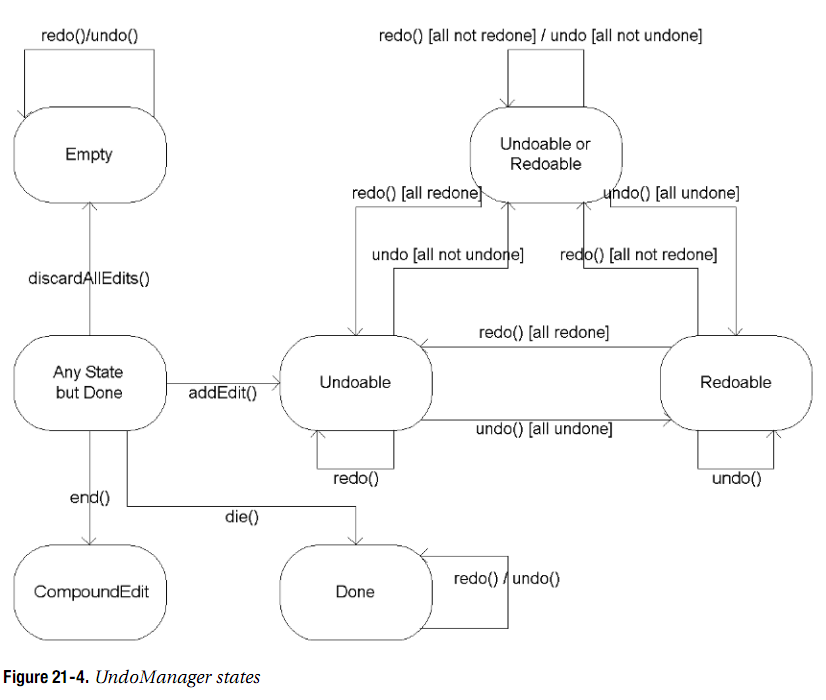 redo()/undo()
redo() [all not redone] / undo [all not undone]
Empty
Undoable or
Redoable
redo() [all redone]
undo() [all undone]
undo [all not undone]
redo() [all not redone]
discardAllEdits()
redo() [all redone]
Any State
but Done
addEdit()
Undoable
Redoable
undo() [all undone]
redo()
undo()
end()
die()
CompoundEdit
Done
redo() / undo()
Figure 21-4. UndoManager states